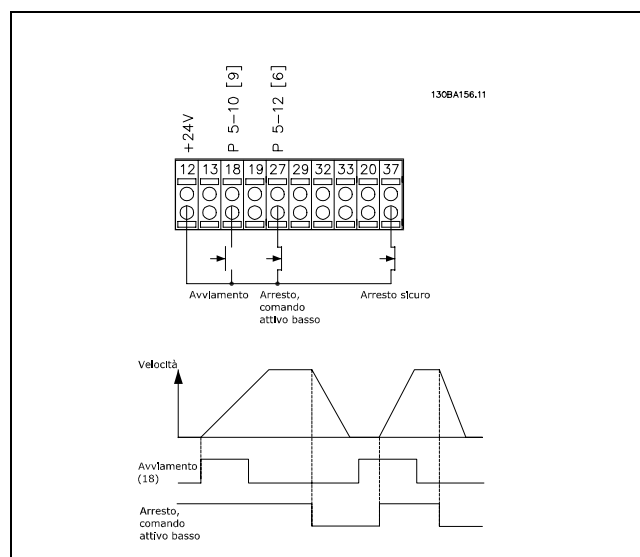 130BA156.11
+24V
P 5-10 [9]
P 5-12 [6]
12 13 18 19 27 29 32 33 20 37
Avviamento
Arresto,
comando
attivo basso
Arresto sicuro
Velocità
Avviamento
(18)
Arresto,
comando
attivo basso